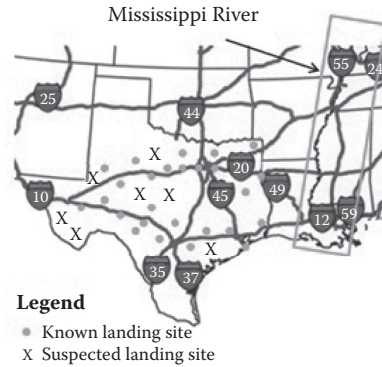 Mississippi River
55
24
25
44
20
10
45
49
12
59
35
37
X
X
X
X
X
X
X
Legend
Known landing site
X Suspected landing site